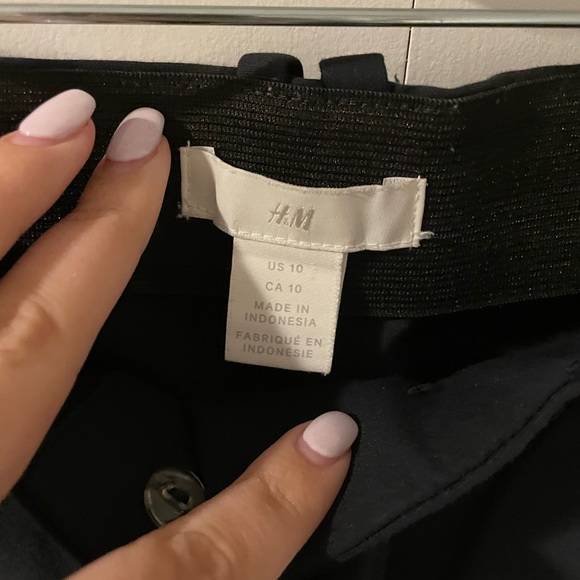 H&M
US 10
CA 10
MADE IN
INDONESIA
FABRIQUÉ EN
INDONÉSIE